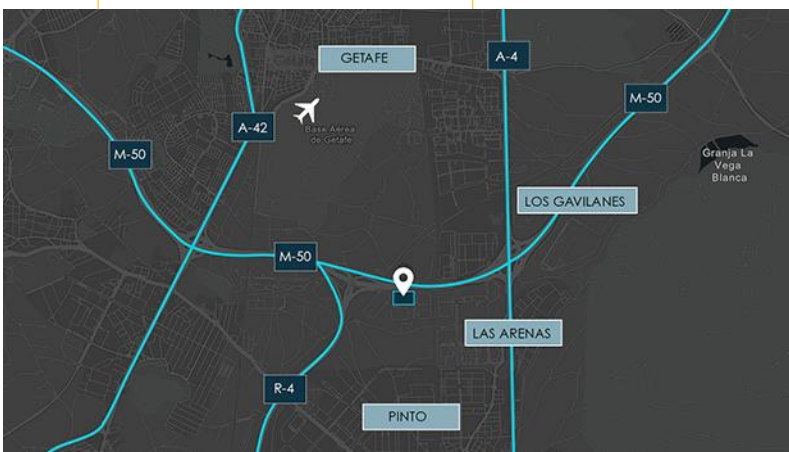 GETAFE
A-4
M-50
A-42
Base Aérea
de Getafe
M-50
Granja La
Vega
Blanca
LOS GAVILANES
M-50
LAS ARENAS
R-4
PINTO